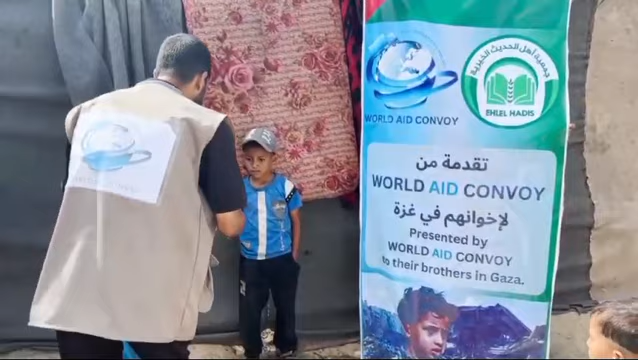 WORLD AID CONVOY
جمعية أهل الحديث الخيرية
EHLEL HADIS
تقدمة من
WORLD AID CONVOY
لإخوانهم في غزة
Presented by
WORLD AID CONVOY
to their brothers in Gaza.